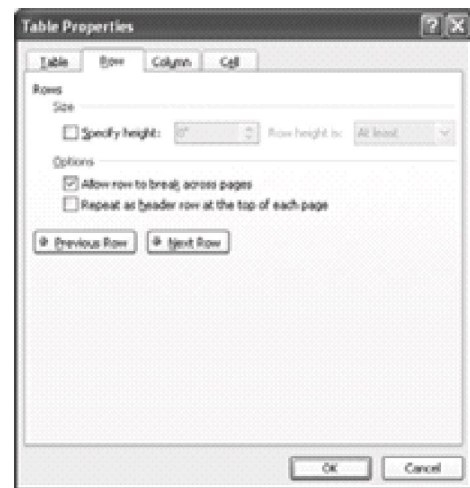 Table Properties
Table Row Column Cell
Rows
Size
Specify height: 0" Row height is: At least
Options
Allow row to break across pages
Repeat as header row at the top of each page
Previous Row Next Row
OK Cancel